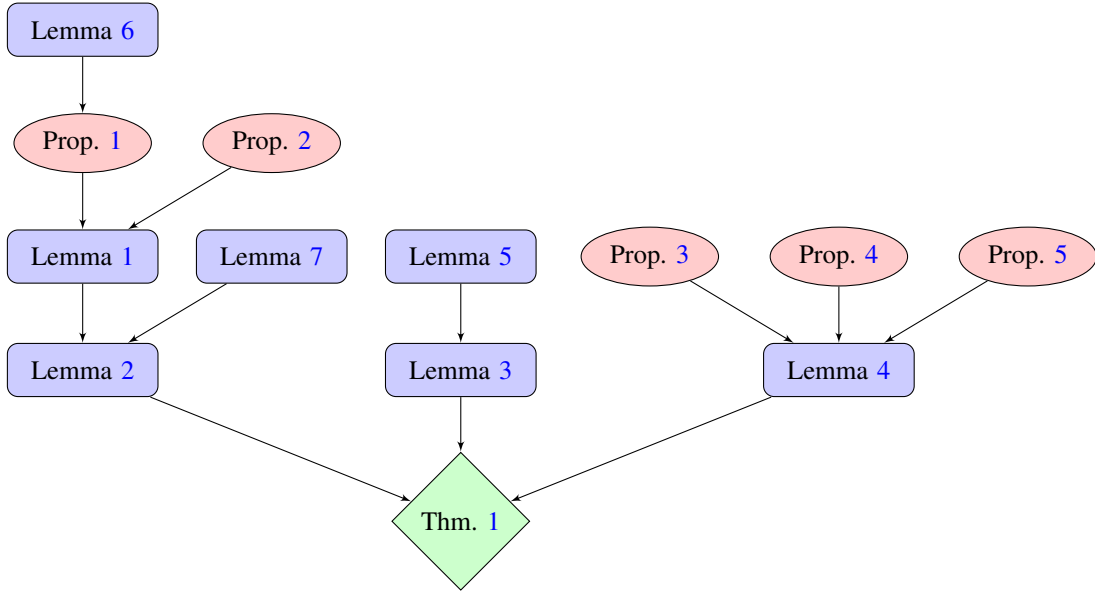 Lemma 6
Prop. 1
Prop. 2
Lemma 1
Lemma 7
Lemma 5
Prop. 3
Prop. 4
Prop. 5
Lemma 2
Lemma 3
Lemma 4
Thm. 1